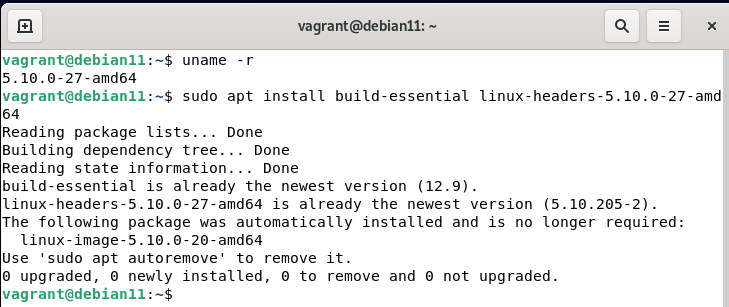 vagrant@debian11: ~
vagrant@debian11:~$ uname -r
5.10.0-27-amd64
vagrant@debian11:~$ sudo apt install build-essential linux-headers-5.10.0-27-amd
64
Reading package lists... Done
Building dependency tree... Done
Reading state information... Done
build-essential is already the newest version (12.9).
linux-headers-5.10.0-27-amd64 is already the newest version (5.10.205-2).
The following package was automatically installed and is no longer required:
  linux-image-5.10.0-20-amd64
Use 'sudo apt autoremove' to remove it.
0 upgraded, 0 newly installed, 0 to remove and 0 not upgraded.
vagrant@debian11:~$